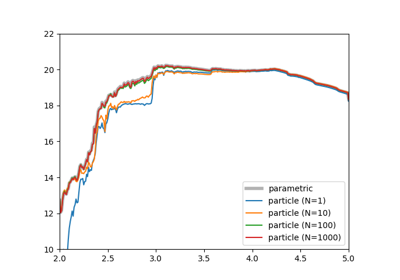 22
20
18
16
14
12
10
2.0 2.5 3.0 3.5 4.0 4.5 5.0
parametric
particle (N=1)
particle (N=10)
particle (N=100)
particle (N=1000)